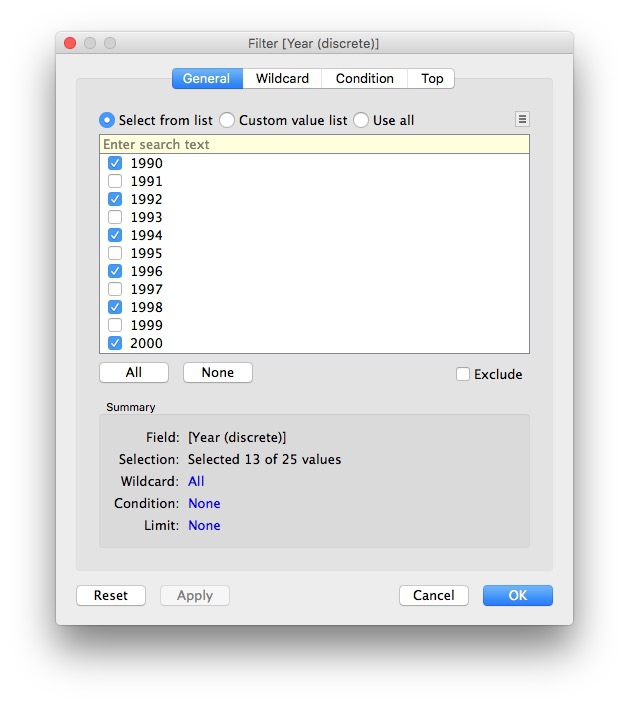 Filter [Year (discrete)]
General Wildcard Condition Top
Select from list Custom value list Use all
Enter search text
1990
1991
1992
1993
1994
1995
1996
1997
1998
1999
2000
All None Exclude
Summary
Field: [Year (discrete)]
Selection: Selected 13 of 25 values
Wildcard: All
Condition: None
Limit: None
Reset Apply Cancel OK